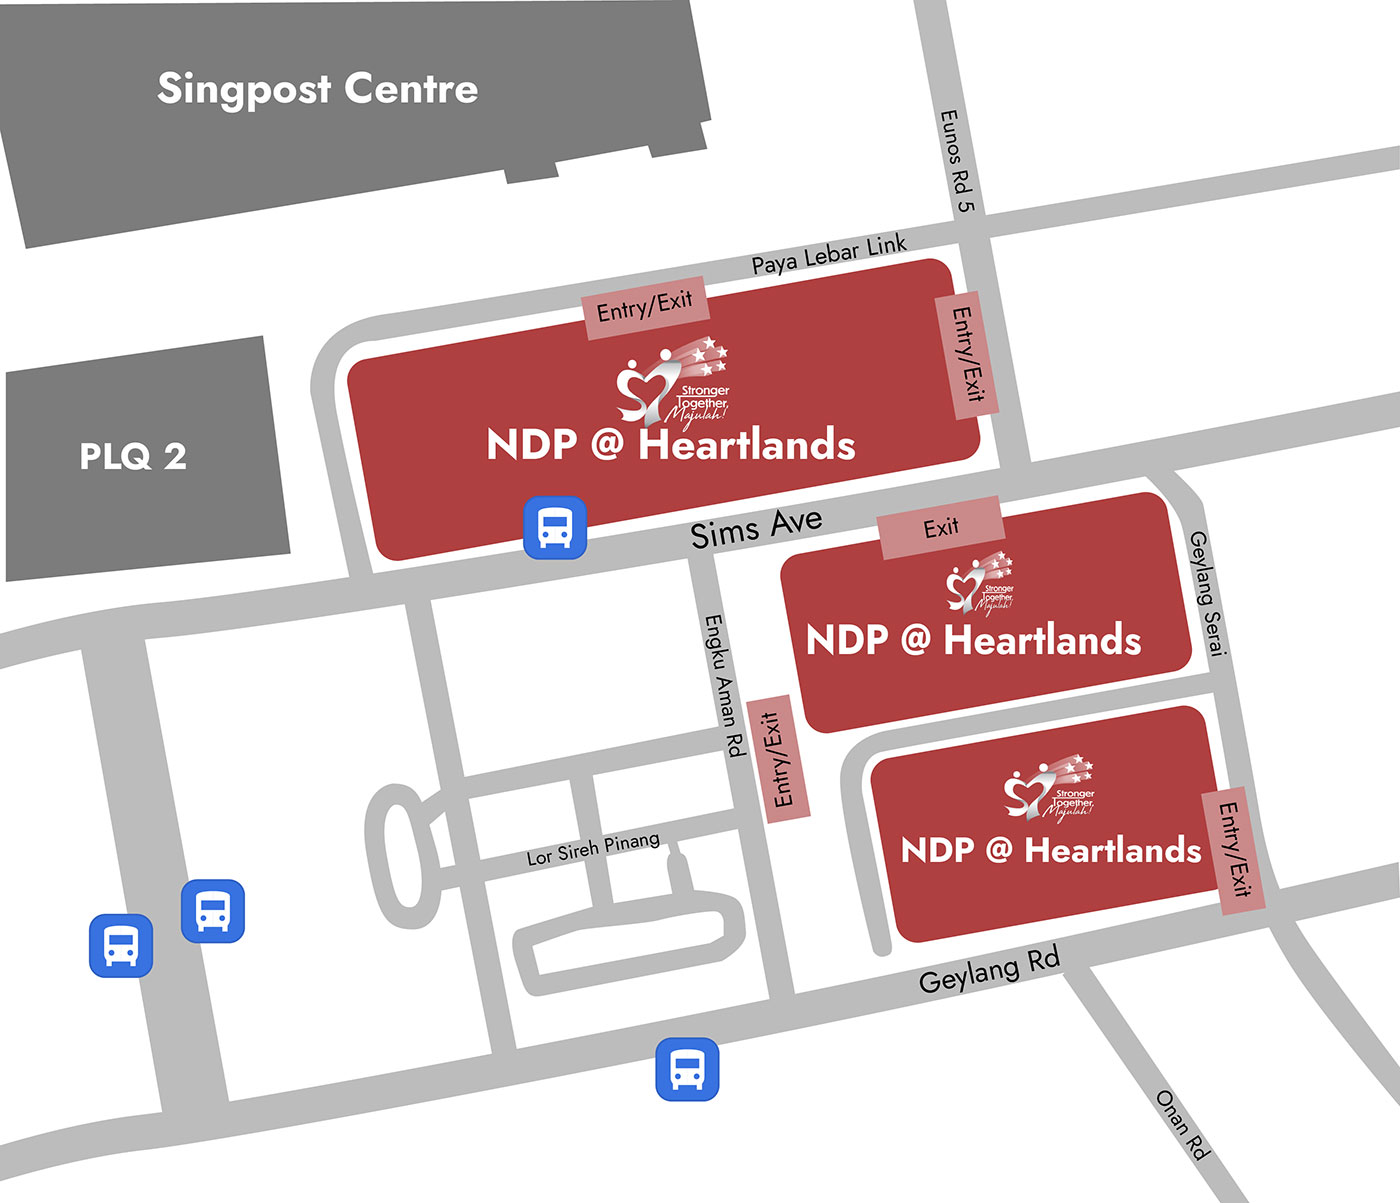 Singpost Centre
Eunos Rd 5
Paya Lebar Link
Entry/Exit
Entry/Exit
Stronger
Together,
Majulah!
NDP @ Heartlands
PLQ 2
Sims Ave
Exit
Geylang Serai
Stronger
Together,
Majulah!
NDP @ Heartlands
Engku Aman Rd
Entry/Exit
Stronger
Together,
Majulah!
NDP @ Heartlands
Entry/Exit
Lor Sireh Pinang
Geylang Rd
Onan Rd